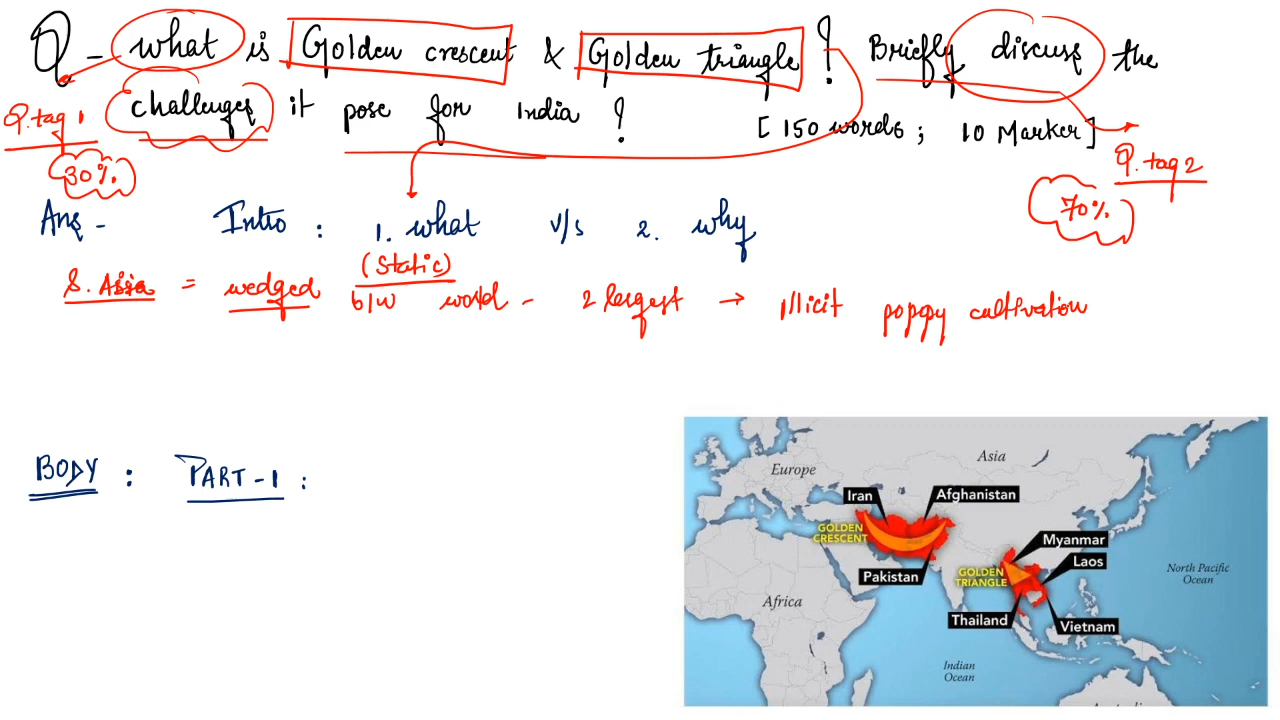 Q - what is Golden crescent & Golden triangle ? Briefly discuss the
challenges it pose for India ? [150 words ; 10 Marker]
Q. tag 1
30%
Q. tag 2
70%
Ans - Intro : 1. what v/s 2. why
(Static)
S. Asia = wedged b/w world - 2 largest → illicit poppy cultivation
BODY : PART - 1 :
Europe
Asia
Iran
Afghanistan
GOLDEN
CRESCENT
Pakistan
Myanmar
Laos
GOLDEN
TRIANGLE
Thailand
Vietnam
Africa
North Pacific
Ocean
Indian
Ocean